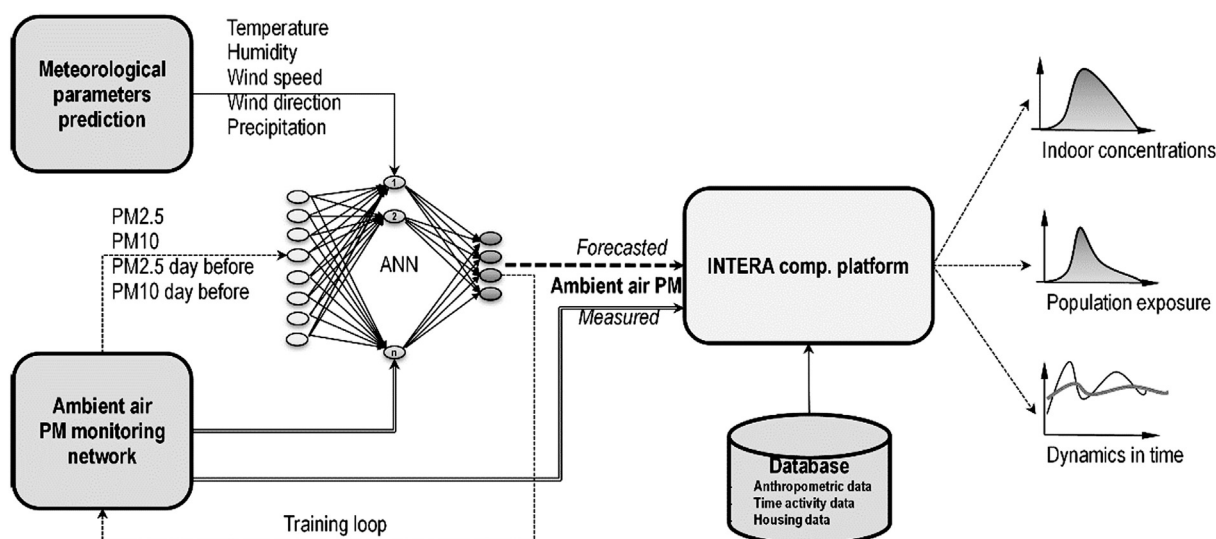 Meteorological
parameters
prediction
Temperature
Humidity
Wind speed
Wind direction
Precipitation
PM2.5
PM10
PM2.5 day before
PM10 day before
1
2
ANN
n
Forecasted
Ambient air PM
Measured
INTERA comp. platform
Indoor concentrations
Population exposure
Dynamics in time
Ambient air
PM monitoring
network
Training loop
Database
Anthropometric data
Time activity data
Housing data